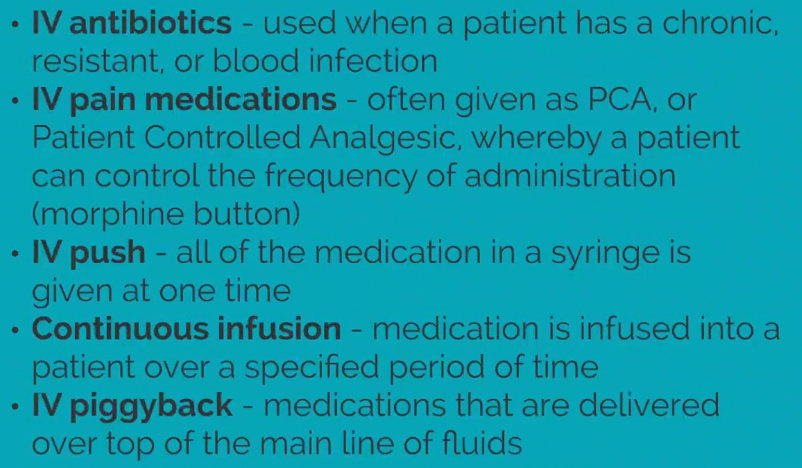 • IV antibiotics - used when a patient has a chronic,
resistant, or blood infection
• IV pain medications - often given as PCA, or
Patient Controlled Analgesic, whereby a patient
can control the frequency of administration
(morphine button)
• IV push - all of the medication in a syringe is
given at one time
• Continuous infusion - medication is infused into a
patient over a specified period of time
• IV piggyback - medications that are delivered
over top of the main line of fluids